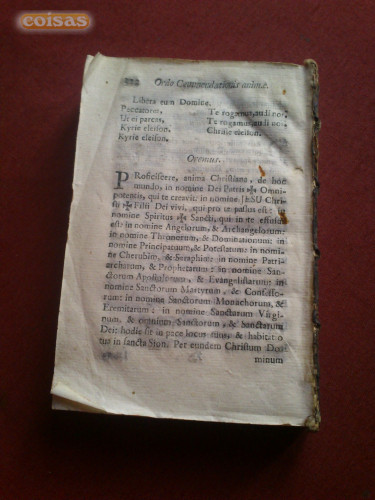 coisas
Ordo Commendationis animæ.
Libera eum Domine.
Peccatores, Te rogamus, audi nos,
Ut ei parcas, Te rogamus, audi nos.
Kyrie eleison, Christe eleison,
Kyrie eleison.
Oremus.
PRoficiscere, anima Christiana, de hoc
mundo, in nomine Dei Patris ✠ Omni-
potentis, qui te creavit: in nomine JESU Chri-
sti ✠ Filii Dei vivi, qui pro te passus est: in
nomine Spiritus ✠ Sancti, qui in te effusus
est: in nomine Angelorum, & Archangelorum:
in nomine Thronorum, & Dominationum: in
nomine Principatuum, & Potestatum: in nomi-
ne Cherubim, & Seraphim: in nomine Patri-
archarum, & Prophetarum: in nomine San-
ctorum Apostolorum, & Evangelistarum: in
nomine Sanctorum Martyrum, & Confesso-
rum: in nomine Sanctorum Monachorum, &
Eremitarum: in nomine Sanctorum Virgi-
num, & omnium Sanctorum, & Sanctarum
Dei: hodie sit in pace locus tuus, & habitatio
tua in sancta Sion. Per eundem Christum Do-
minum